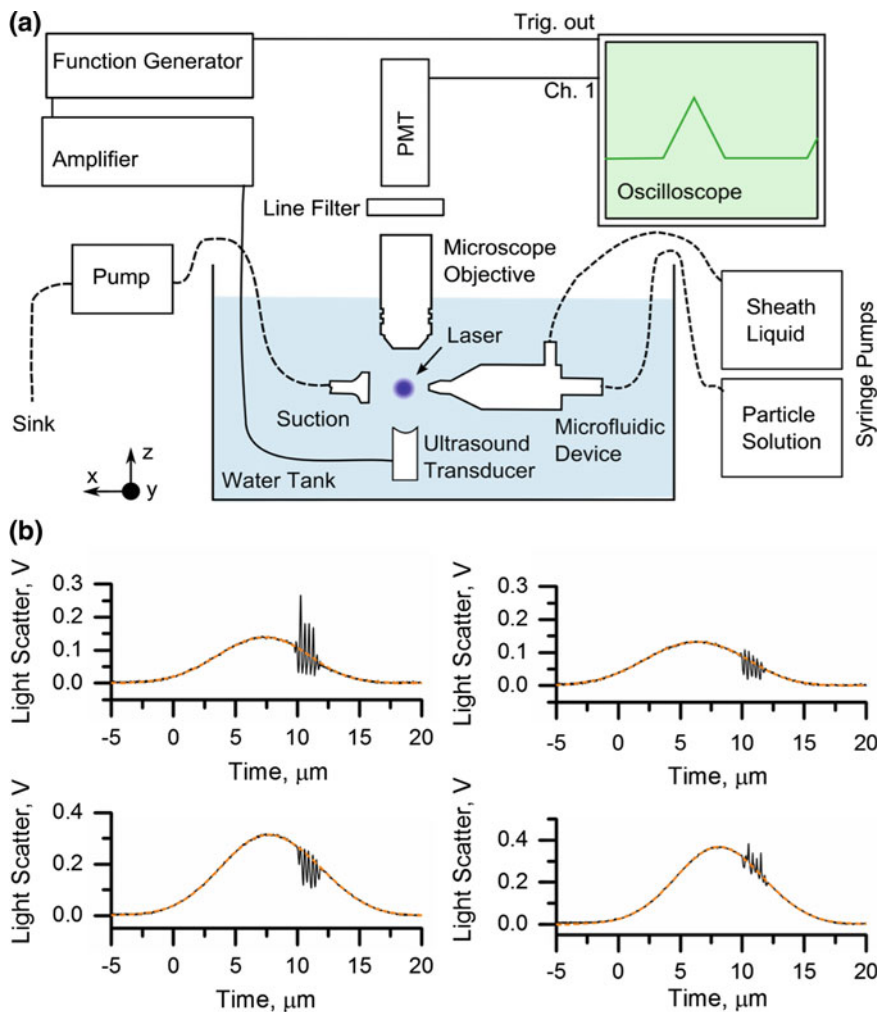 (a)
Trig. out
Function Generator
Ch. 1
PMT
Amplifier
Oscilloscope
Line Filter
Microscope
Objective
Pump
Sheath
Liquid
Laser
Syringe Pumps
Sink
Suction
Particle
Solution
Ultrasound
Transducer
Microfluidic
Device
Water Tank
z
x
y
(b)
Light Scatter, V
0.3
0.2
0.1
0.0
-5 0 5 10 15 20
Time, μm
Light Scatter, V
0.3
0.2
0.1
0.0
-5 0 5 10 15 20
Time, μm
Light Scatter, V
0.4
0.2
0.0
-5 0 5 10 15 20
Time, μm
Light Scatter, V
0.4
0.2
0.0
-5 0 5 10 15 20
Time, μm